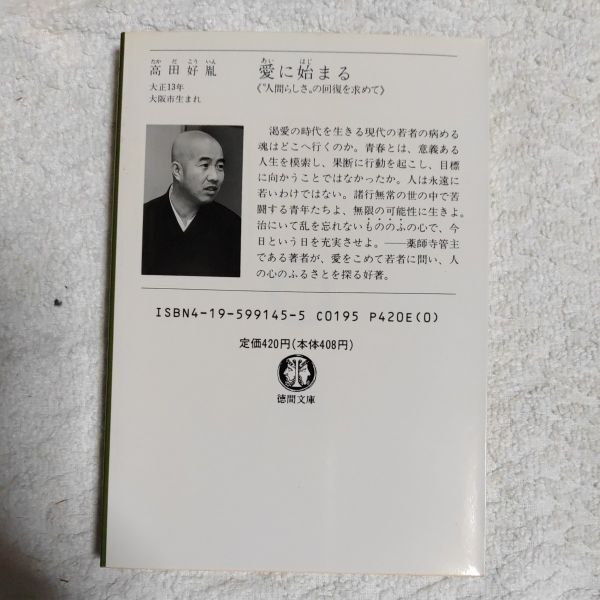 たか だ こう いん
高田好胤
大正13年
大阪市生まれ
あい はじ
愛に始まる
《〝人間らしさ〟の回復を求めて》
渇愛の時代を生きる現代の若者の病める
魂はどこへ行くのか。青春とは、意義ある
人生を模索し、果断に行動を起こし、目標
に向かうことではなかったか。人は永遠に
若いわけではない。諸行無常の世の中で苦
闘する青年たちよ、無限の可能性に生きよ。
治にいて乱を忘れないもののふの心で、今
日という日を充実させよ。——薬師寺管主
である著者が、愛をこめて若者に問い、人
の心のふるさとを探る好著。
ISBN4-19-599145-5 C0195 P420E(0)
定価420円(本体408円)
徳間文庫